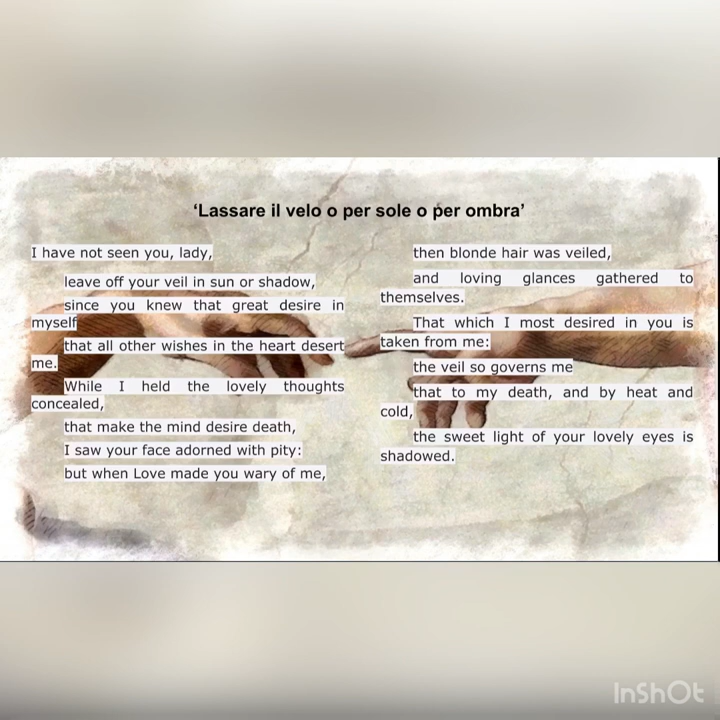 ‘Lassare il velo o per sole o per ombra’
I have not seen you, lady,
leave off your veil in sun or shadow,
since you knew that great desire in
myself
that all other wishes in the heart desert
me.
While I held the lovely thoughts
concealed,
that make the mind desire death,
I saw your face adorned with pity:
but when Love made you wary of me,
then blonde hair was veiled,
and loving glances gathered to
themselves.
That which I most desired in you is
taken from me:
the veil so governs me
that to my death, and by heat and
cold,
the sweet light of your lovely eyes is
shadowed.
InShOt